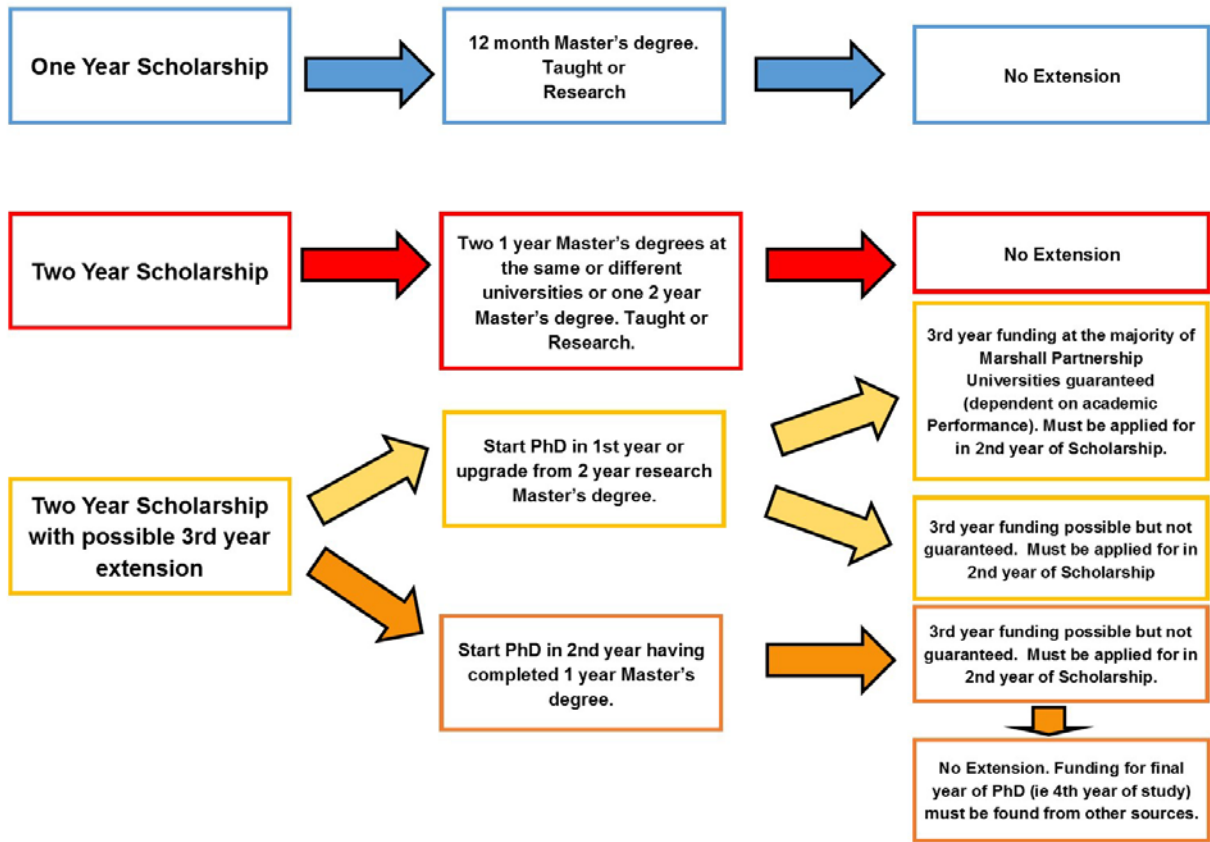 One Year Scholarship
12 month Master's degree.
Taught or
Research
No Extension
Two Year Scholarship
Two 1 year Master's degrees at
the same or different
universities or one 2 year
Master's degree. Taught or
Research.
No Extension
Two Year Scholarship
with possible 3rd year
extension
Start PhD in 1st year or
upgrade from 2 year research
Master's degree.
3rd year funding at the majority of
Marshall Partnership
Universities guaranteed
(dependent on academic
Performance). Must be applied for
in 2nd year of Scholarship.
3rd year funding possible but not
guaranteed.  Must be applied for in
2nd year of Scholarship
Start PhD in 2nd year having
completed 1 year Master's
degree.
3rd year funding possible but not
guaranteed.  Must be applied for in
2nd year of Scholarship.
No Extension. Funding for final
year of PhD (ie 4th year of study)
must be found from other sources.